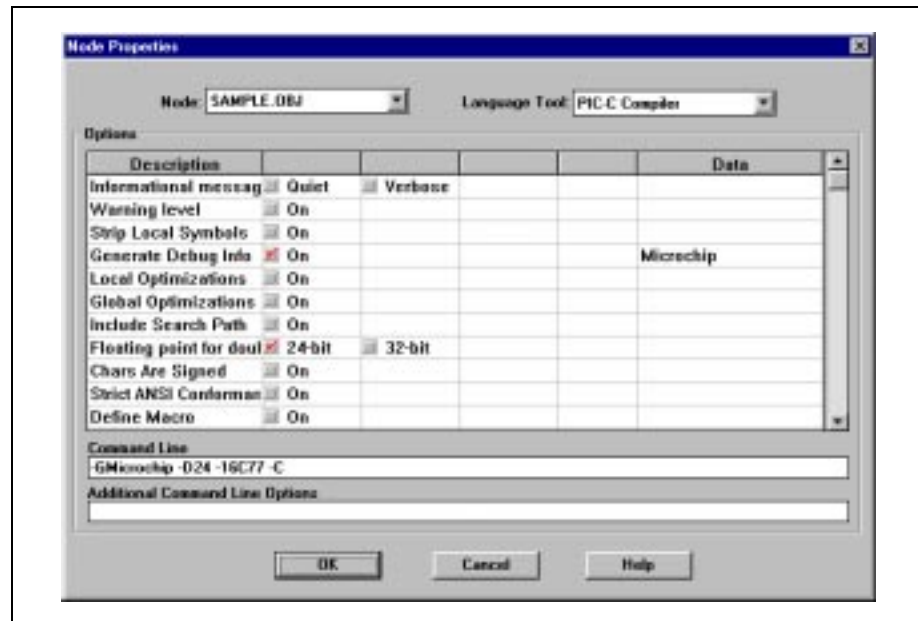 Node Properties
Node: SAMPLE.OBJ Language Tool: PIC-C Compiler
Options
Description Data
Informational messag Quiet Verbose
Warning level On
Strip Local Symbols On
Generate Debug Info On Microchip
Local Optimizations On
Global Optimizations On
Include Search Path On
Floating point for doul 24-bit 32-bit
Chars Are Signed On
Strict ANSI Conforman On
Define Macro On
Command Line
-GMicrochip -D24 -16C77 -C
Additional Command Line Options
OK Cancel Help